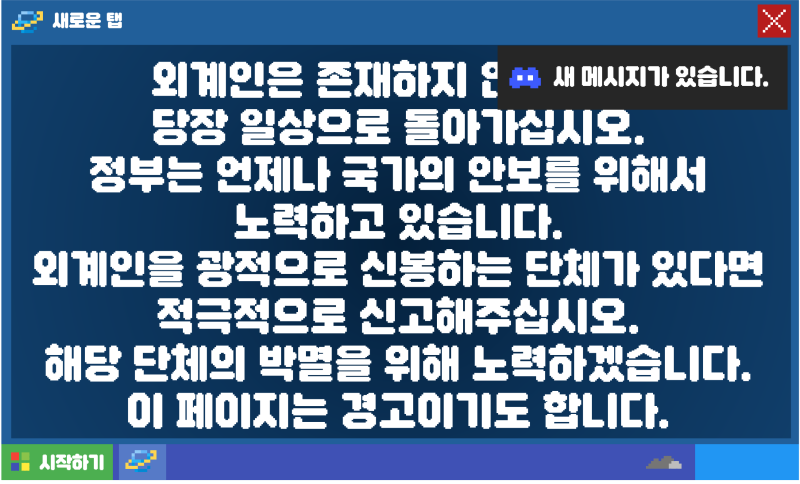 새로운 탭
외계인은 존재하지
새 메시지가 있습니다.
당장 일상으로 돌아가십시오.
정부는 언제나 국가의 안보를 위해서
노력하고 있습니다.
외계인을 광적으로 신봉하는 단체가 있다면
적극적으로 신고해주십시오.
해당 단체의 박멸을 위해 노력하겠습니다.
이 페이지는 경고이기도 합니다.
시작하기